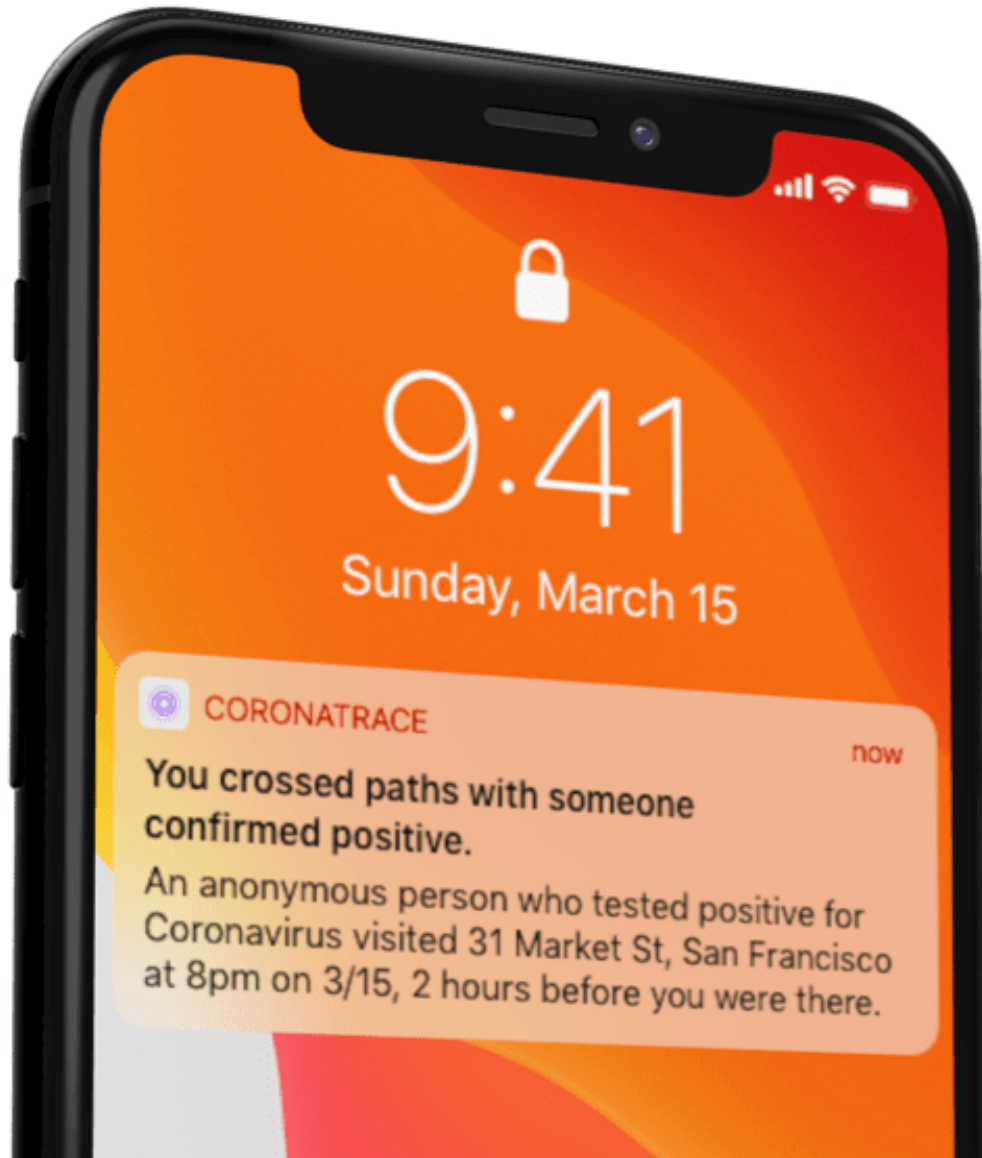 9:41
Sunday, March 15
CORONATRACE
now
You crossed paths with someone
confirmed positive.
An anonymous person who tested positive for
Coronavirus visited 31 Market St, San Francisco
at 8pm on 3/15, 2 hours before you were there.